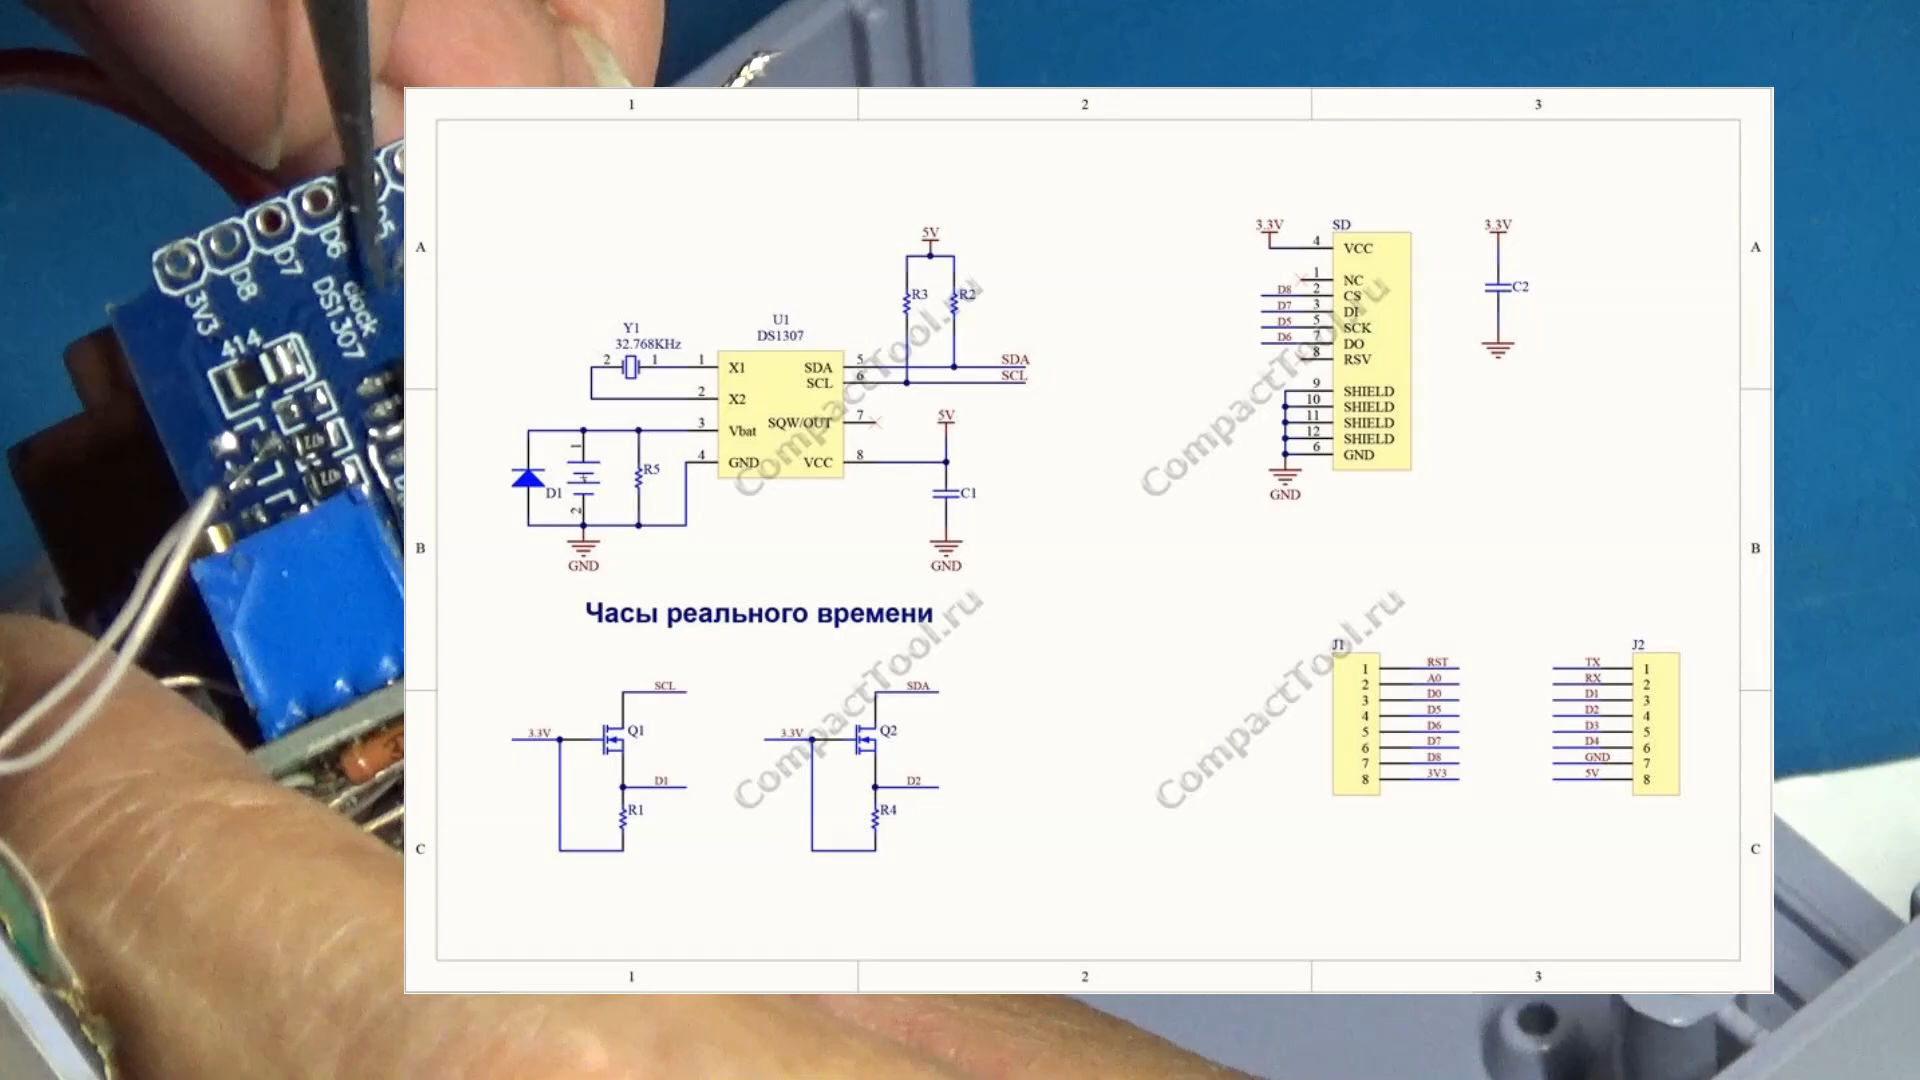 1 2 3
A A
B B
C C
1 2 3
5V
R3 R2
Y1
32.768KHz
2 1
U1
DS1307
1 X1
2 X2
3 Vbat
4 GND
SDA 5 SDA
SCL 6 SCL
SQW/OUT 7
VCC 8
5V
C1
GND
D1
1
2
R5
GND
Часы реального времени
SCL
3.3V
Q1
D1
R1
SDA
3.3V
Q2
D2
R4
3.3V
SD
4 VCC
1 NC
D8 2 CS
D7 3 DI
D5 5 SCK
D6 7 DO
8 RSV
9 SHIELD
10 SHIELD
11 SHIELD
12 SHIELD
6 GND
GND
3.3V
C2
J1
1 RST
2 A0
3 D0
4 D5
5 D6
6 D7
7 D8
8 3V3
J2
TX 1
RX 2
D1 3
D2 4
D3 5
D4 6
GND 7
5V 8
CompactTool.ru
CompactTool.ru
CompactTool.ru
CompactTool.ru
3V3
D8
D7
D6
clock
DS1307
414